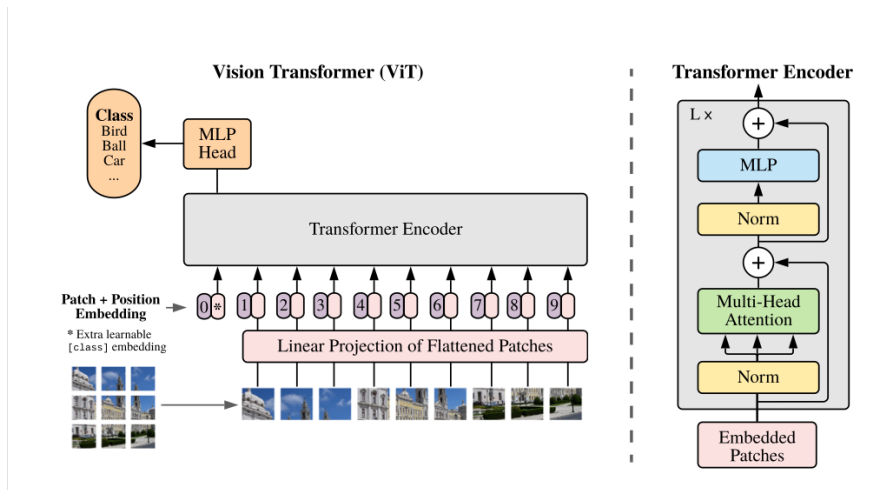 Vision Transformer (ViT)
Class
Bird
Ball
Car
...
MLP
Head
Transformer Encoder
Patch + Position
Embedding
* Extra learnable
[class] embedding
0 * 1 2 3 4 5 6 7 8 9
Linear Projection of Flattened Patches
Transformer Encoder
L ×
+
MLP
Norm
+
Multi-Head
Attention
Norm
Embedded
Patches